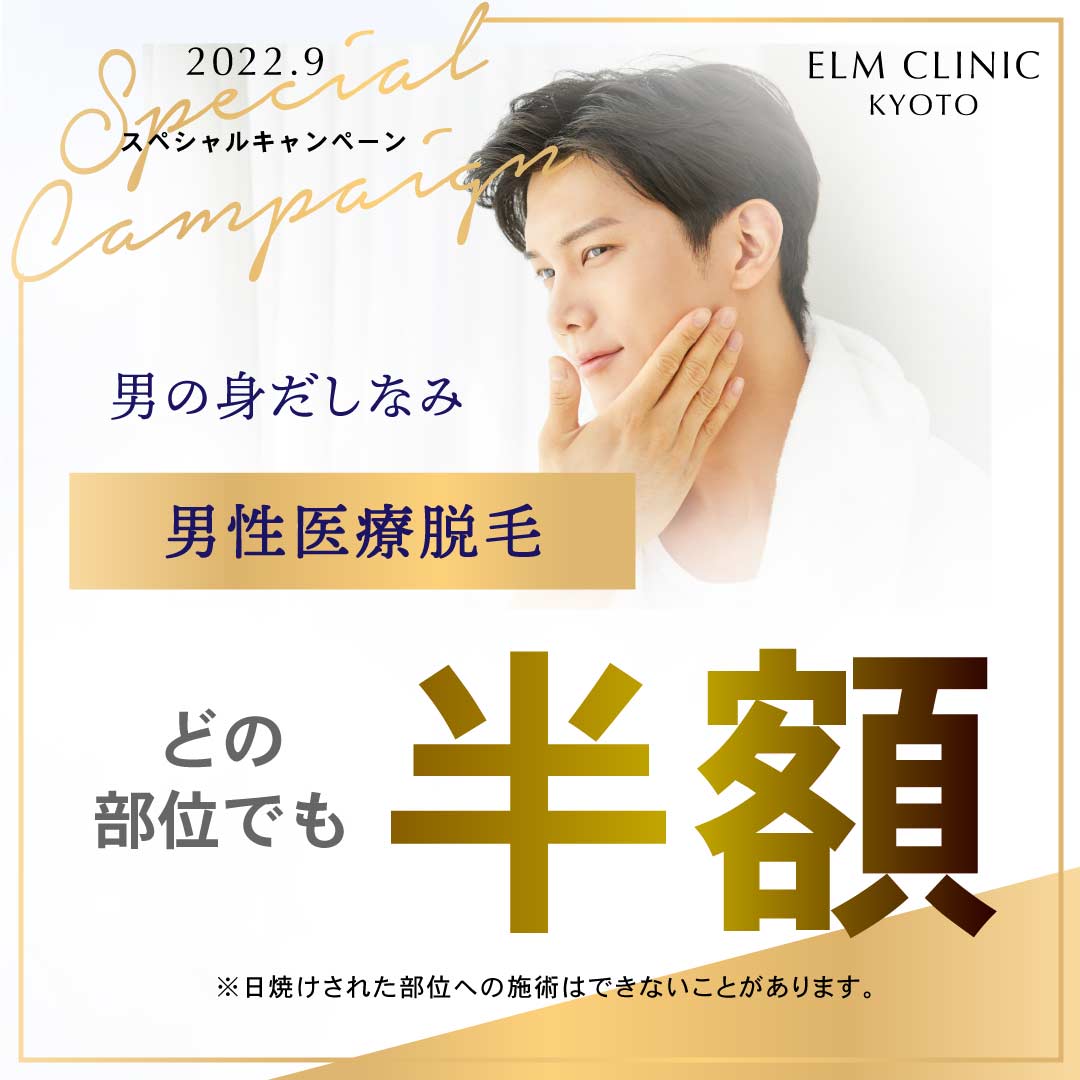 2022.9
Special
スペシャルキャンペーン
Campaign
ELM CLINIC
KYOTO
男の身だしなみ
男性医療脱毛
どの
部位でも
半額
※日焼けされた部位への施術はできないことがあります。